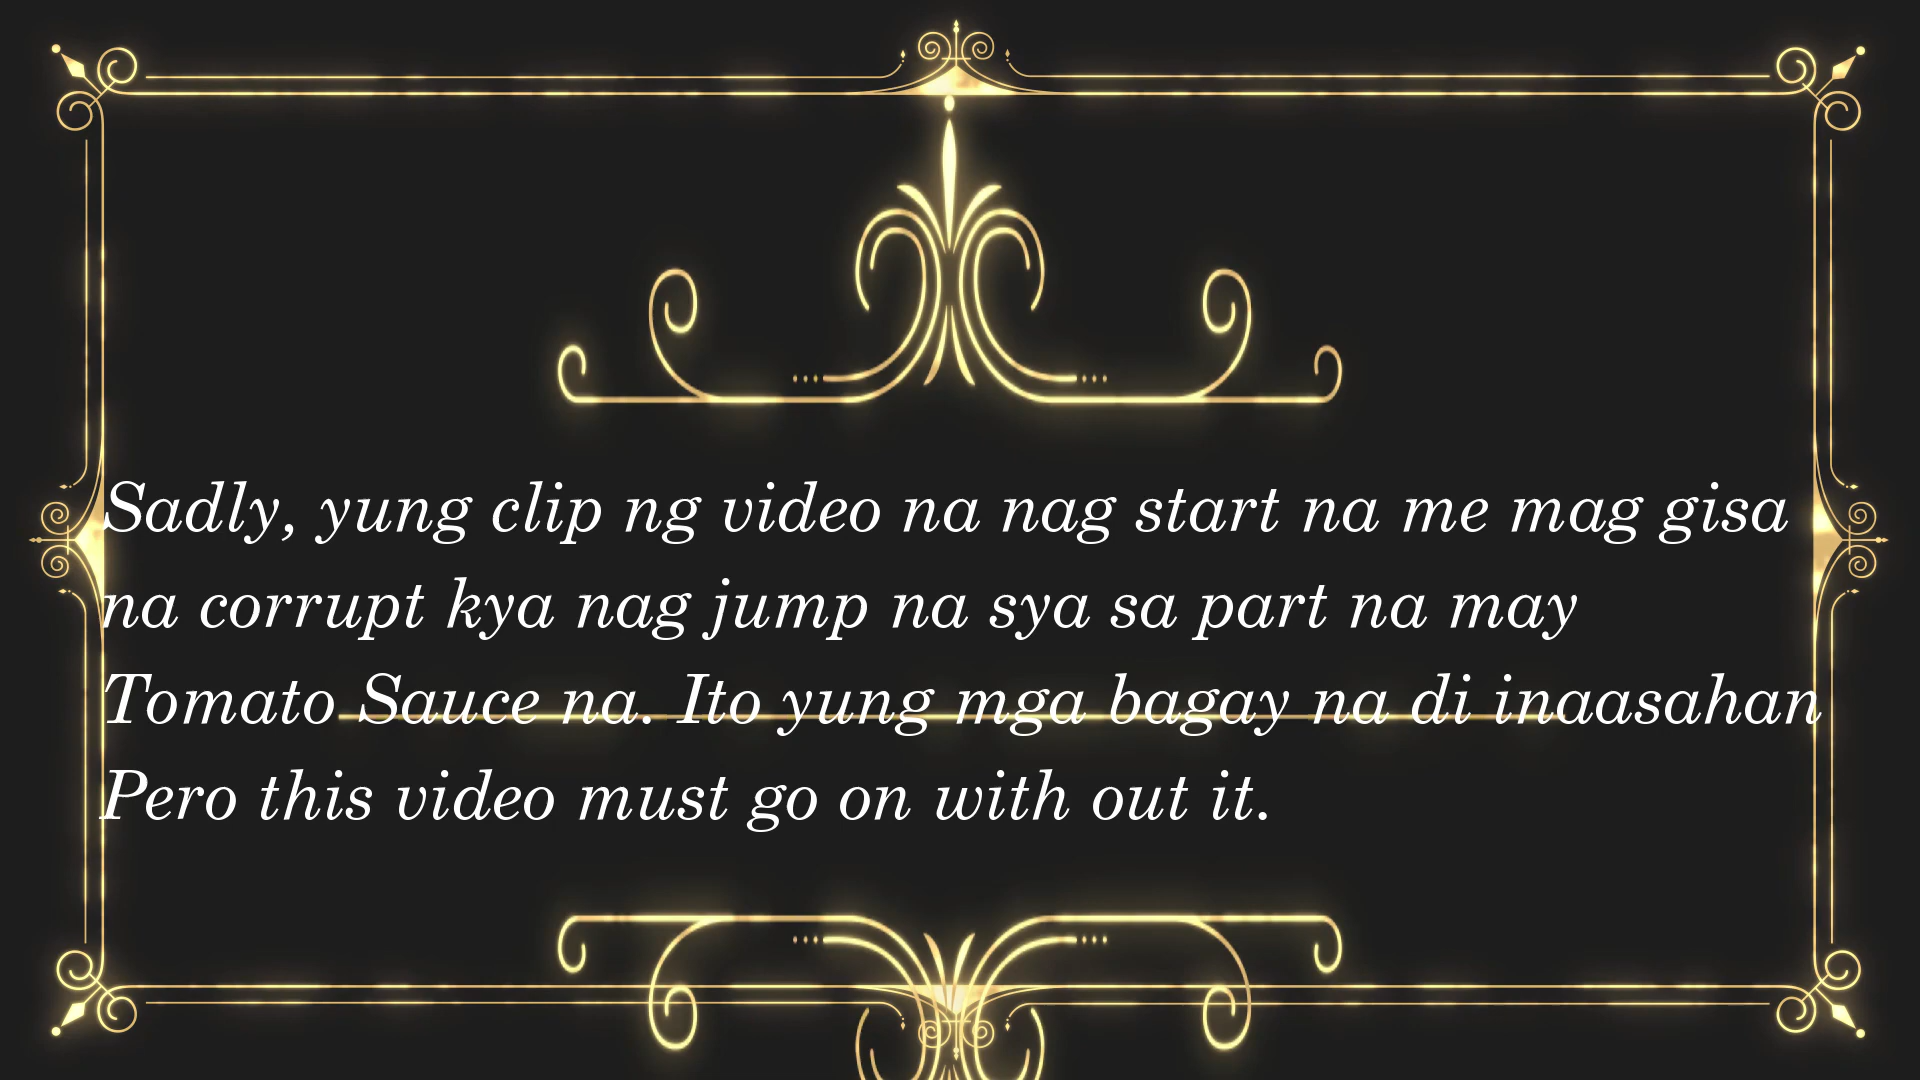 Sadly, yung clip ng video na nag start na me mag gisa
na corrupt kya nag jump na sya sa part na may
Tomato Sauce na. Ito yung mga bagay na di inaasahan
Pero this video must go on with out it.